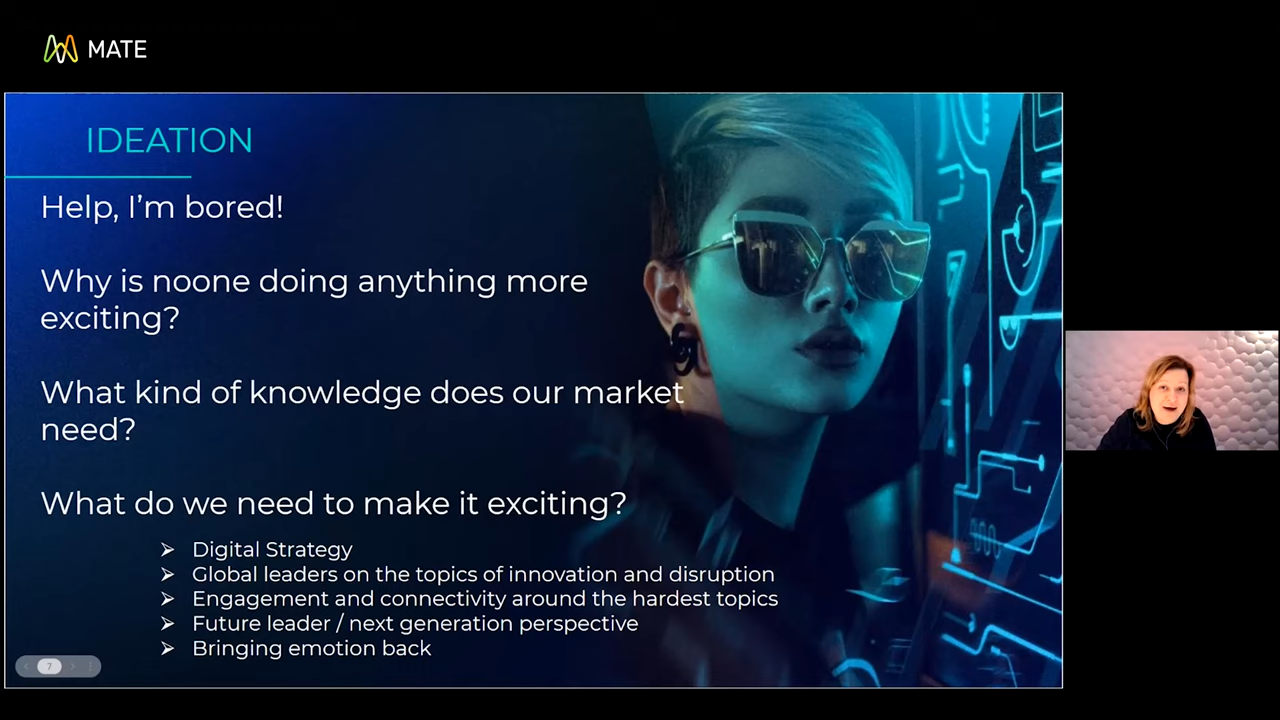 MATE
IDEATION
Help, I'm bored!
Why is noone doing anything more
exciting?
What kind of knowledge does our market
need?
What do we need to make it exciting?
➢ Digital Strategy
➢ Global leaders on the topics of innovation and disruption
➢ Engagement and connectivity around the hardest topics
➢ Future leader / next generation perspective
➢ Bringing emotion back
7